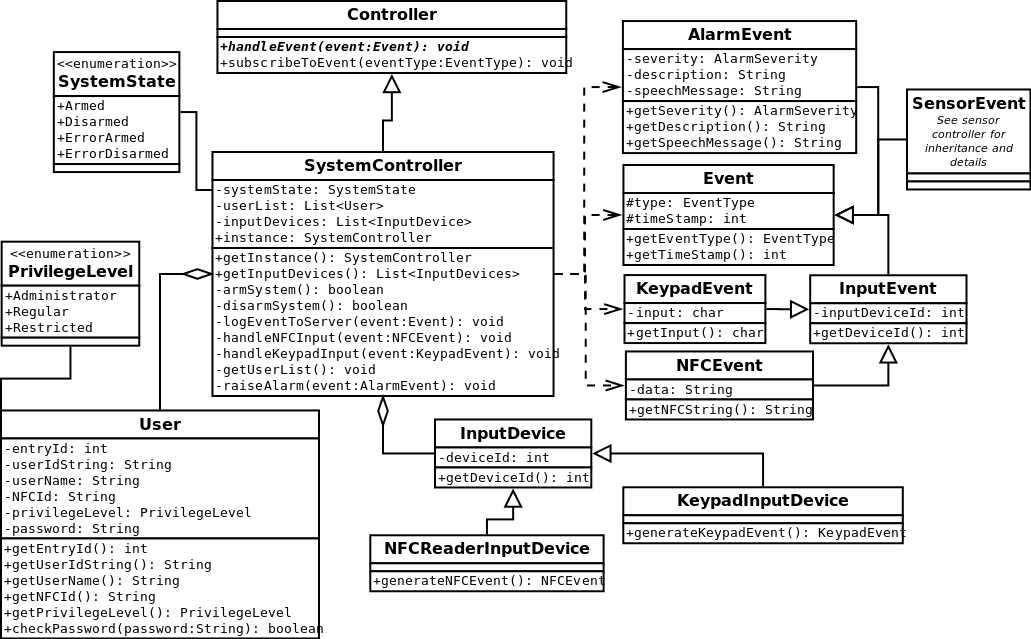 Controller
+handleEvent(event:Event): void
+subscribeToEvent(eventType:EventType): void
<<enumeration>>
SystemState
+Armed
+Disarmed
+ErrorArmed
+ErrorDisarmed
AlarmEvent
-severity: AlarmSeverity
-description: String
-speechMessage: String
+getSeverity(): AlarmSeverity
+getDescription(): String
+getSpeechMessage(): String
SensorEvent
See sensor
controller for
inheritance and
details
SystemController
-systemState: SystemState
-userList: List<User>
-inputDevices: List<InputDevice>
+instance: SystemController
+getInstance(): SystemController
+getInputDevices(): List<InputDevices>
-armSystem(): boolean
-disarmSystem(): boolean
-logEventToServer(event:Event): void
-handleNFCInput(event:NFCEvent): void
-handleKeypadInput(event:KeypadEvent): void
-getUserList(): void
-raiseAlarm(event:AlarmEvent): void
Event
#type: EventType
#timeStamp: int
+getEventType(): EventType
+getTimeStamp(): int
<<enumeration>>
PrivilegeLevel
+Administrator
+Regular
+Restricted
KeypadEvent
-input: char
+getInput(): char
InputEvent
-inputDeviceId: int
+getDeviceId(): int
NFCEvent
-data: String
+getNFCString(): String
User
-entryId: int
-userIdString: String
-userName: String
-NFCId: String
-privilegeLevel: PrivilegeLevel
-password: String
+getEntryId(): int
+getUserIdString(): String
+getUserName(): String
+getNFCId(): String
+getPrivilegeLevel(): PrivilegeLevel
+checkPassword(password:String): boolean
InputDevice
-deviceId: int
+getDeviceId(): int
KeypadInputDevice
+generateKeypadEvent(): KeypadEvent
NFCReaderInputDevice
+generateNFCEvent(): NFCEvent